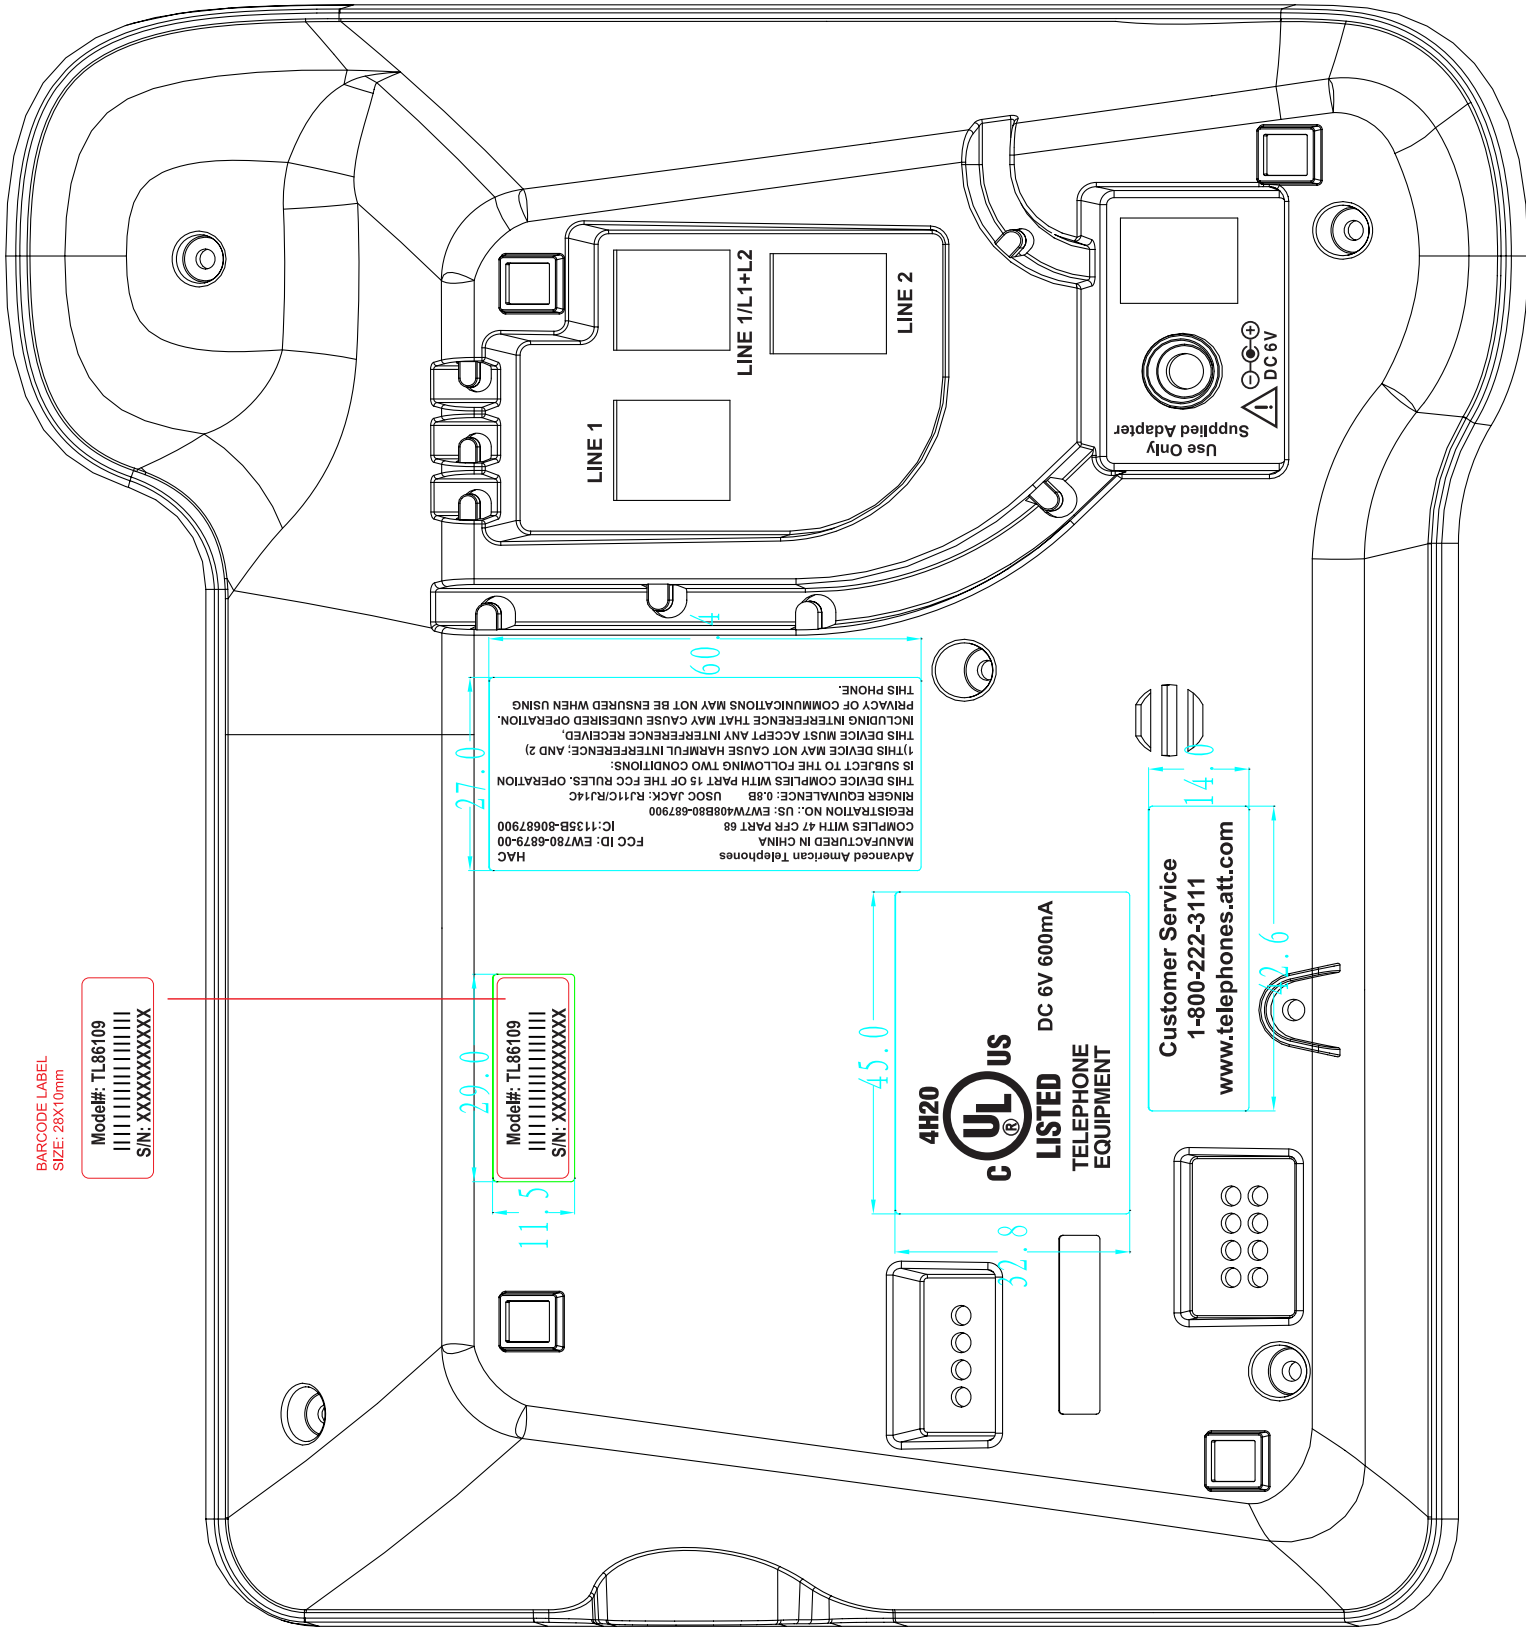 BARCODE LABEL
SIZE: 28X10mm
Model#: TL86109
S/N: XXXXXXXXXXXXX
Model#: TL86109
S/N: XXXXXXXXXXXXX
29.0
11.5
LINE 1
LINE 1/L1+L2
LINE 2
Use Only
Supplied Adapter
DC 6V
60.4
27.0
Advanced American Telephones HAC
MANUFACTURED IN CHINA FCC ID: EW780-6879-00
COMPLIES WITH 47 CFR PART 68 IC:1135B-80687900
REGISTRATION NO.: US: EW7W408B80-687900
RINGER EQUIVALENCE: 0.8B USOC JACK: RJ11C/RJ14C
THIS DEVICE COMPLIES WITH PART 15 OF THE FCC RULES. OPERATION
IS SUBJECT TO THE FOLLOWING TWO CONDITIONS:
1)THIS DEVICE MAY NOT CAUSE HARMFUL INTERFERENCE; AND 2)
THIS DEVICE MUST ACCEPT ANY INTERFERENCE RECEIVED,
INCLUDING INTERFERENCE THAT MAY CAUSE UNDESIRED OPERATION.
PRIVACY OF COMMUNICATIONS MAY NOT BE ENSURED WHEN USING
THIS PHONE.
45.0
32.8
4H20
C UL ® US
LISTED
DC 6V 600mA
TELEPHONE
EQUIPMENT
14.0
42.6
Customer Service
1-800-222-3111
www.telephones.att.com